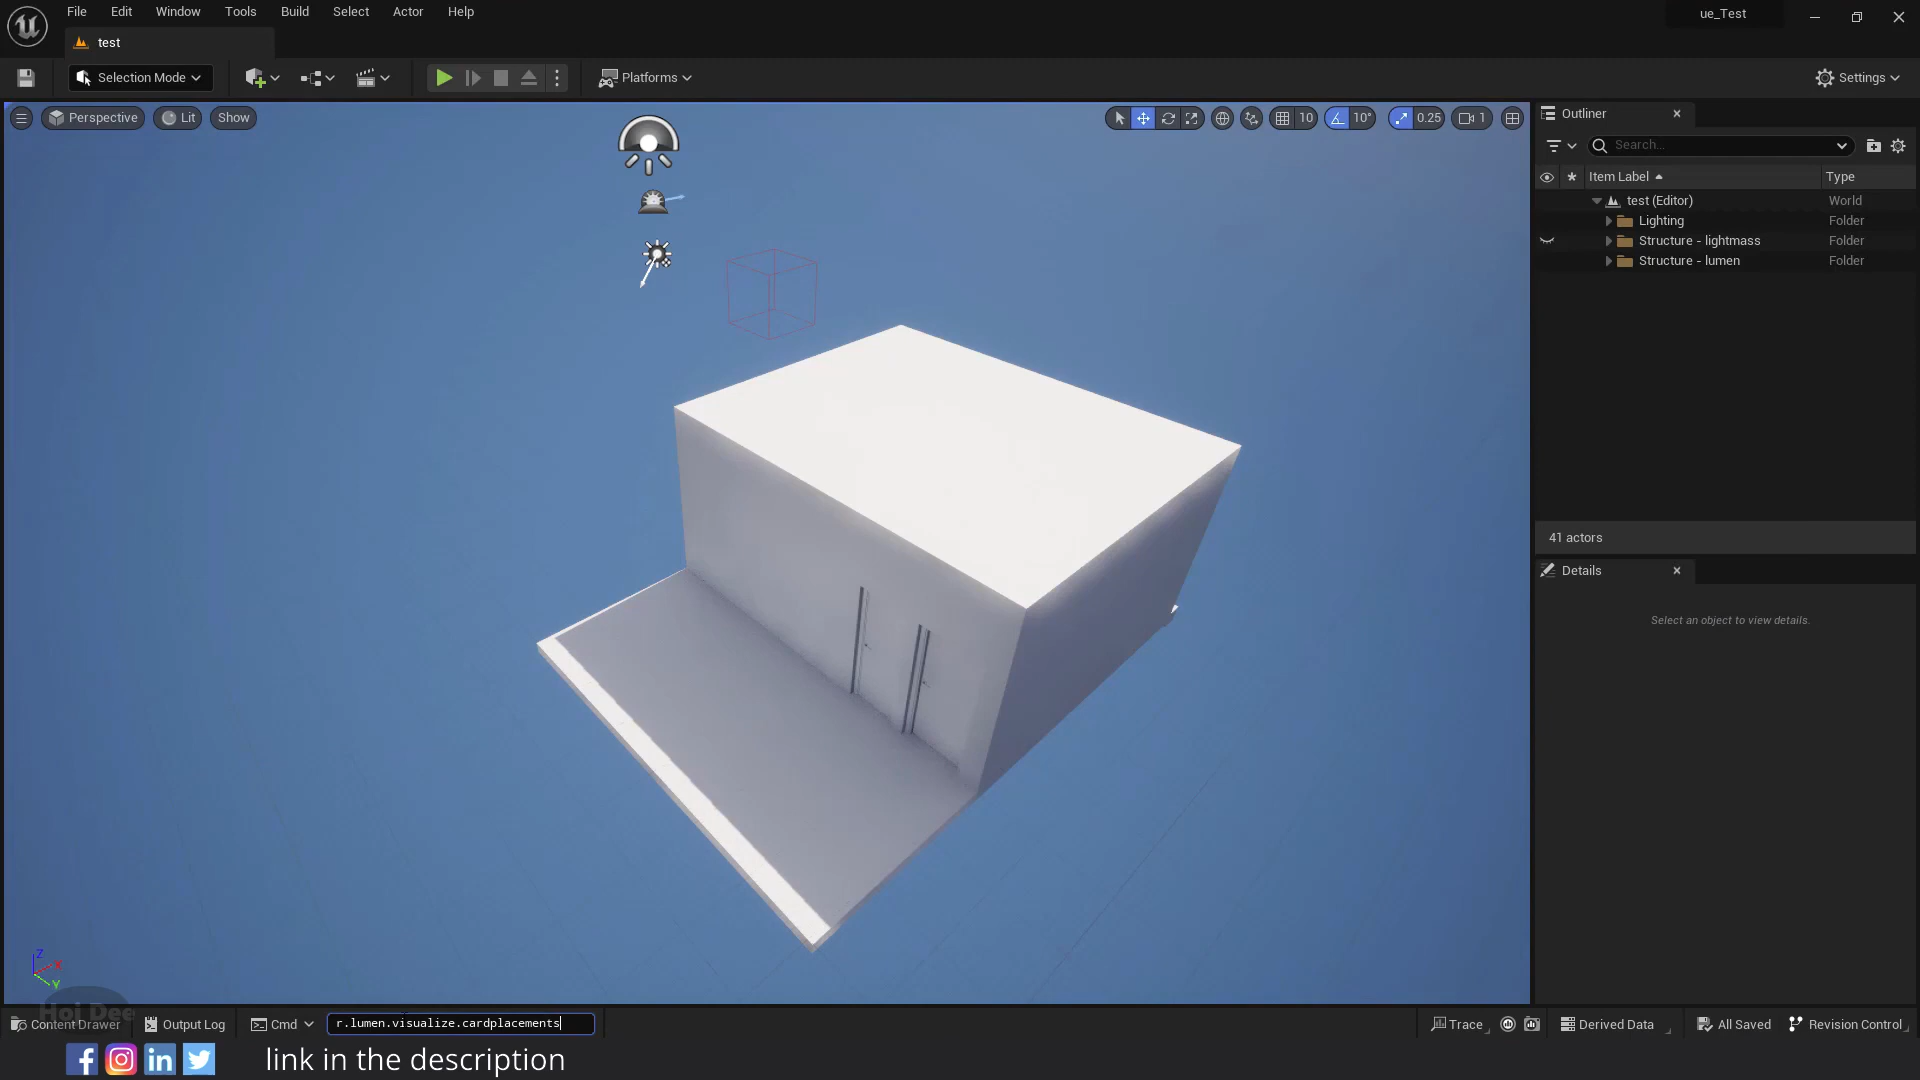 File Edit Window Tools Build Select Actor Help
ue_Test
test
Selection Mode
Platforms
Settings
Perspective Lit Show
10 10° 0.25 1
Outliner
Search...
Item Label Type
test (Editor) World
Lighting Folder
Structure - lightmass Folder
Structure - lumen Folder
41 actors
Details
Select an object to view details.
Z
X
Y
Hoi Dee
Content Drawer Output Log Cmd r.lumen.visualize.cardplacements Trace Derived Data All Saved Revision Control
link in the description